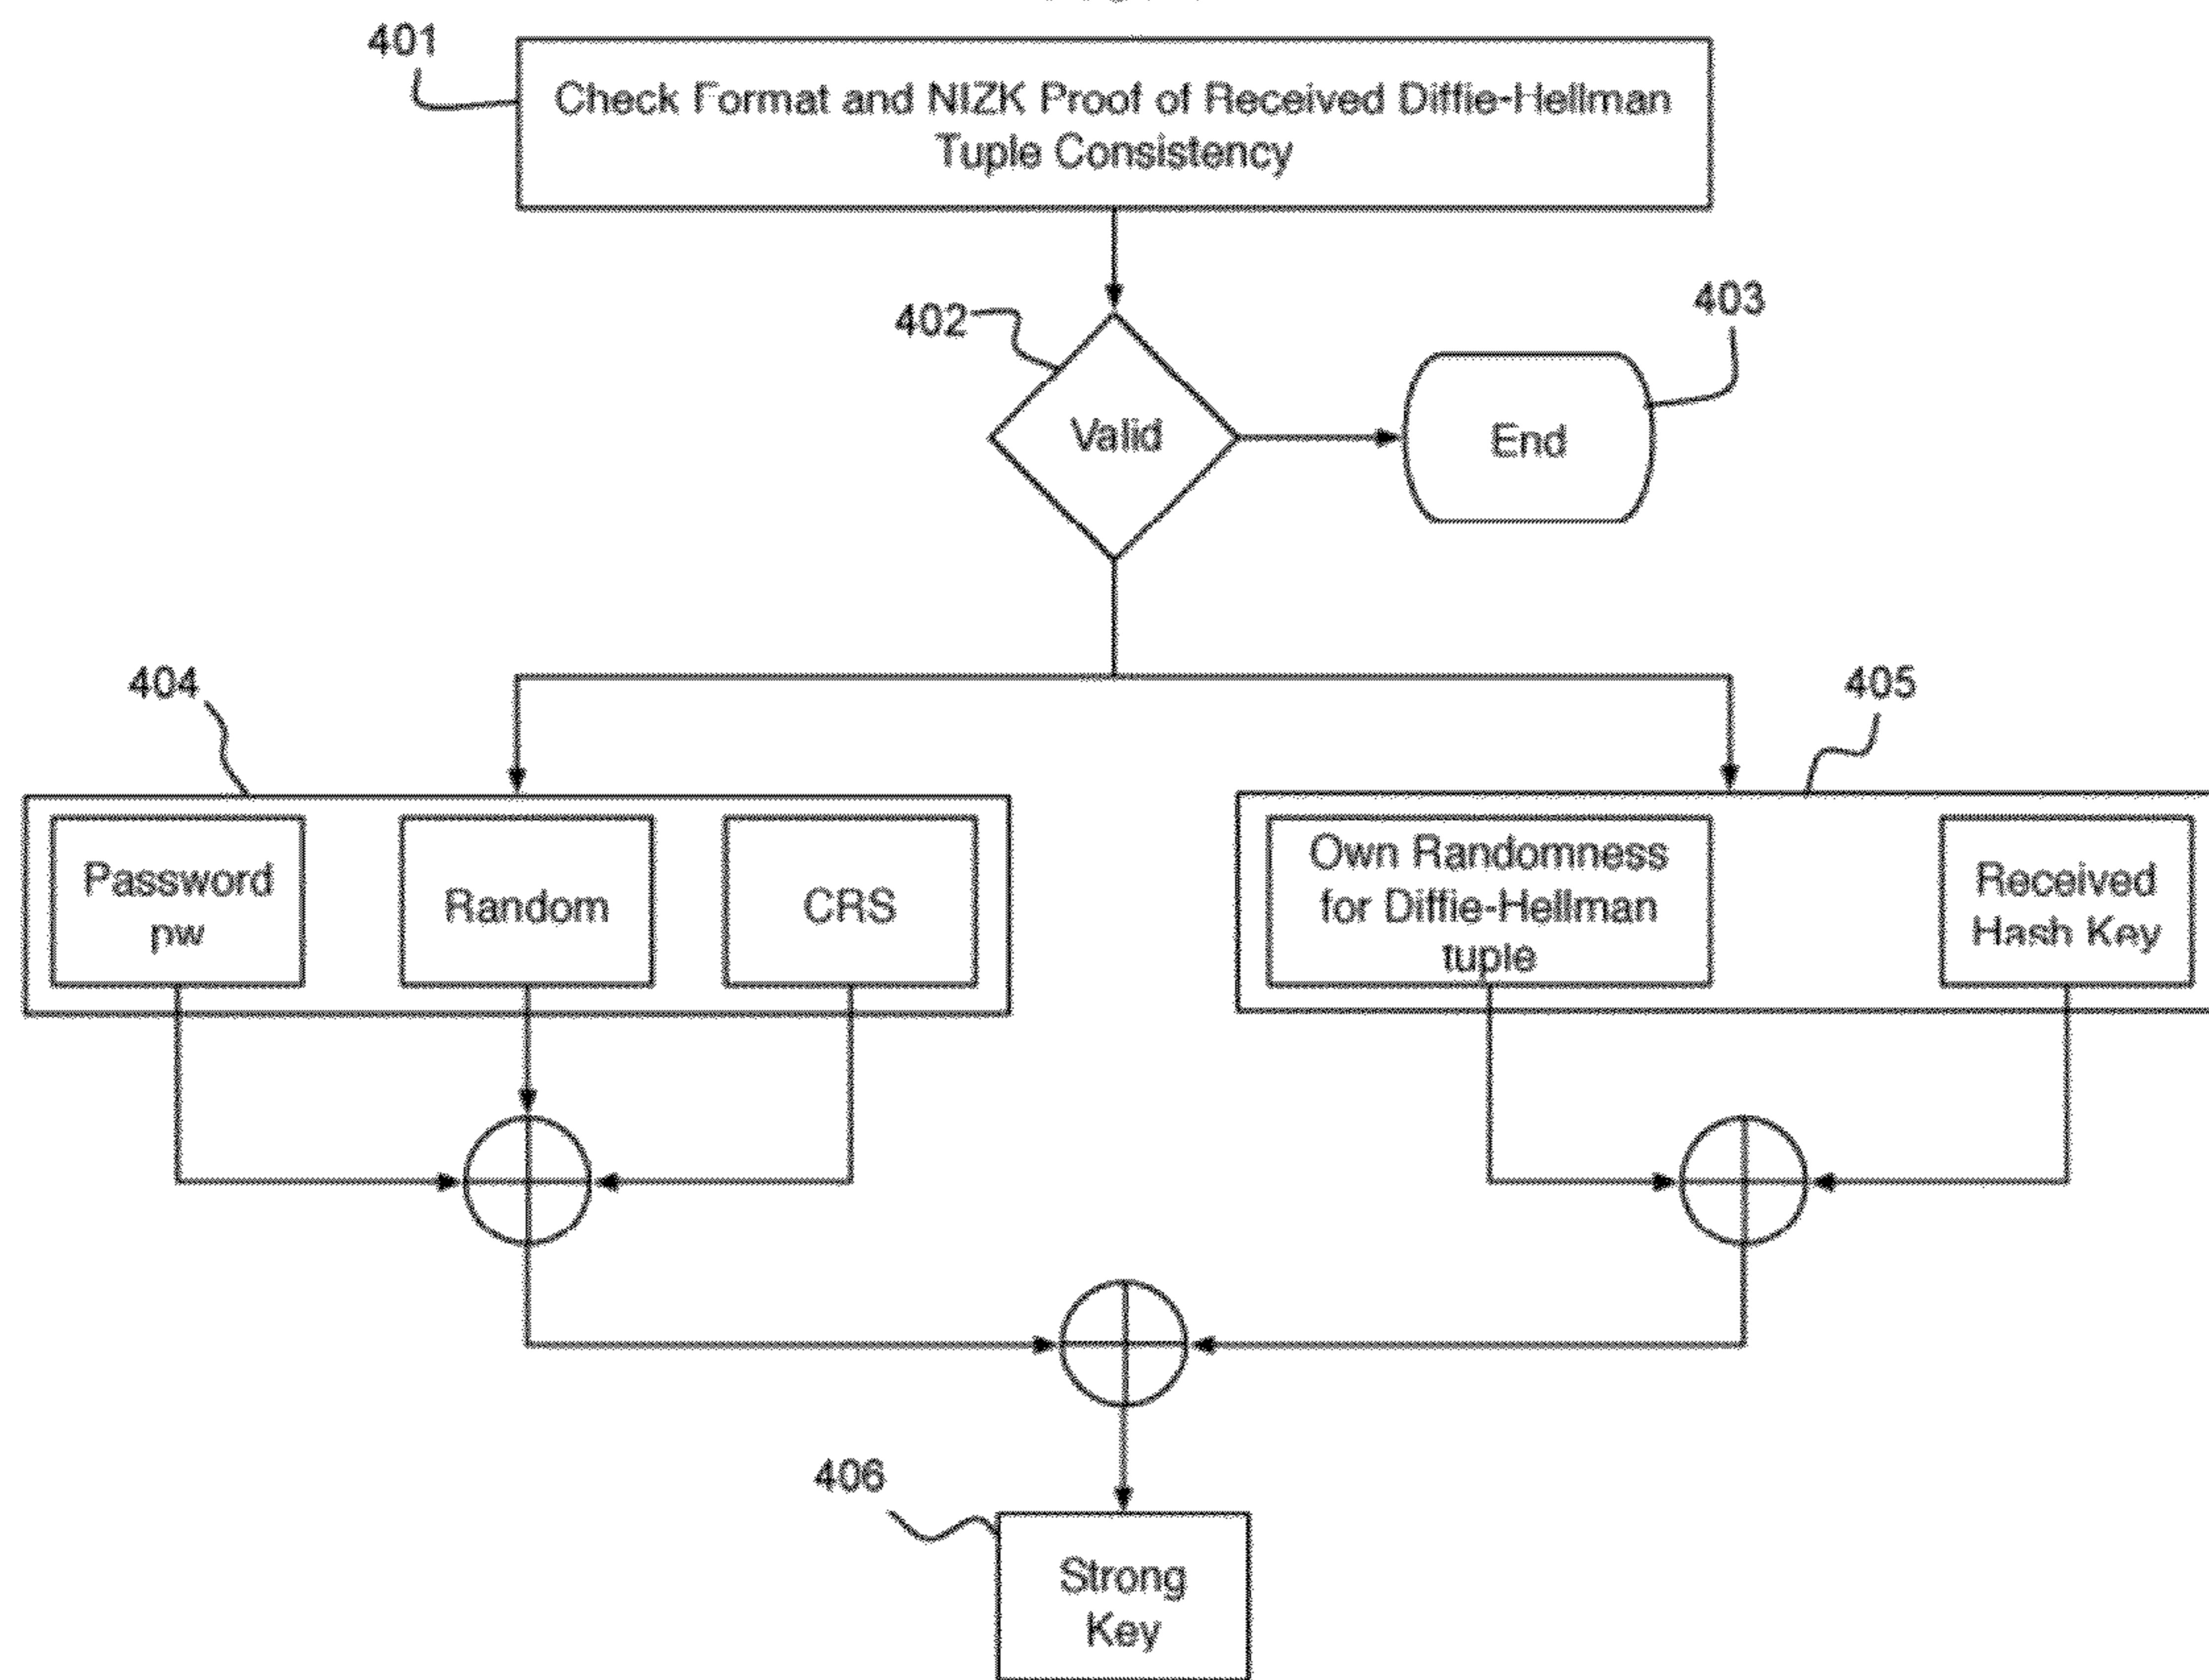 401
Check Format and NIZK Proof of Received Diffie-Hellman
Tuple Consistency
402
403
Valid
End
404
405
Password
pw
Random
CRS
Own Randomness
for Diffie-Hellman
tuple
Received
Hash Key
406
Strong
Key